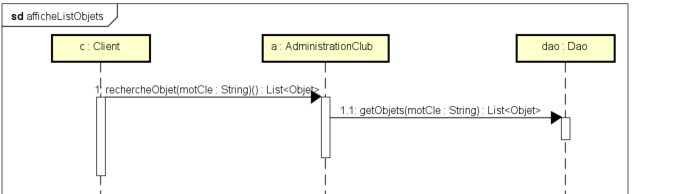 sd afficheListObjets
c : Client
a : AdministrationClub
dao : Dao
1: rechercheObjet(motCle : String)() : List<Objet>
1.1: getObjets(motCle : String) : List<Objet>